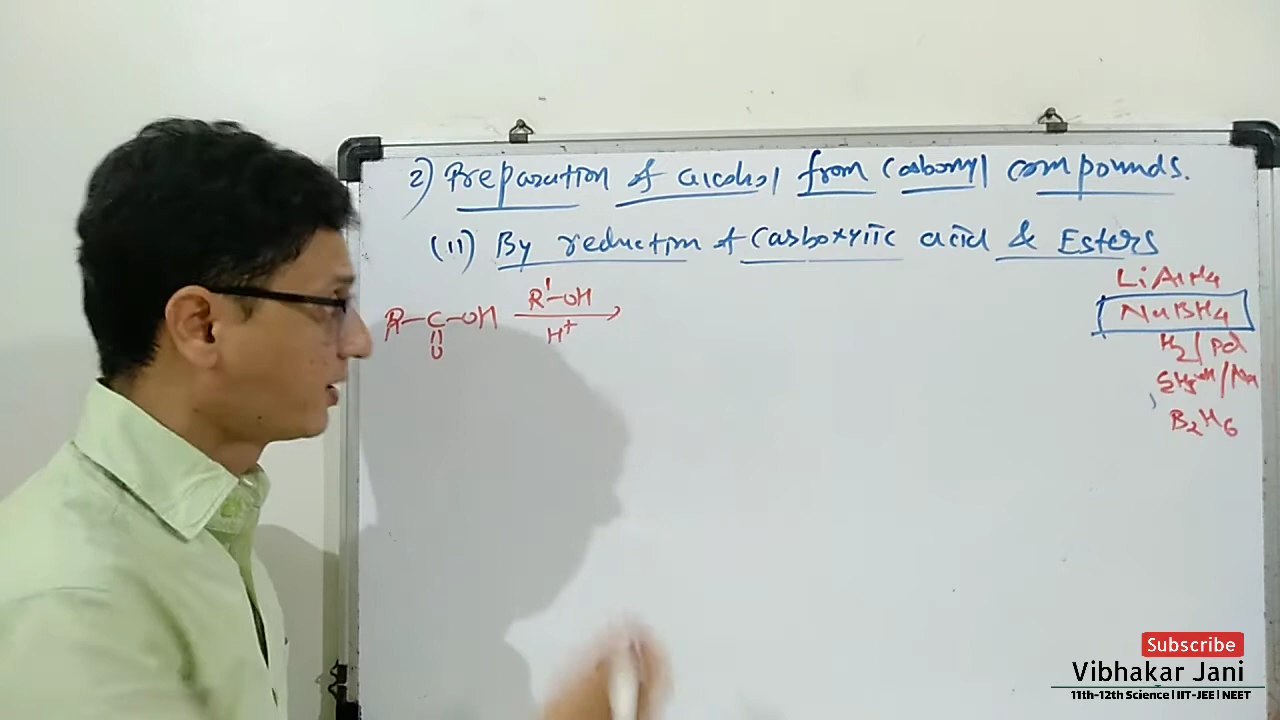 2) Preparation of alcohol from Carbonyl compounds.
(ii) By reduction of Carboxylic acid & Esters
LiAlH4
R-C-OH R'-OH
O H+
NaBH4
H2/Pd
B2H6
Subscribe
Vibhakar Jani
11th-12th Science | IIT-JEE | NEET